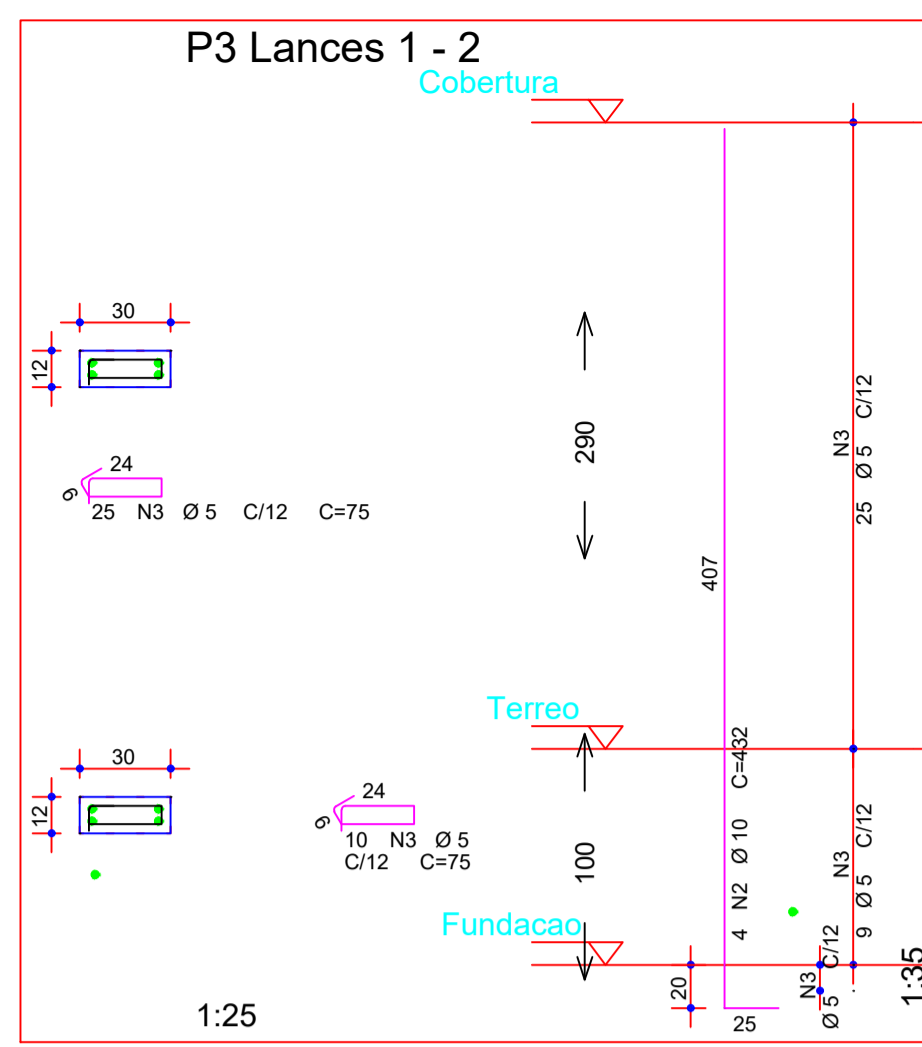 P3 Lances 1 - 2
Cobertura
30
12
24
6
25 N3 Ø 5 C/12 C=75
290
407
N3
25 Ø 5 C/12
Terreo
30
12
24
6
10 N3 Ø 5
C/12 C=75
100
4 N2 Ø 10 C=432
N3
9 Ø 5 C/12
Fundacao
20
25
N3
Ø 5 C/12
1:25
1:35